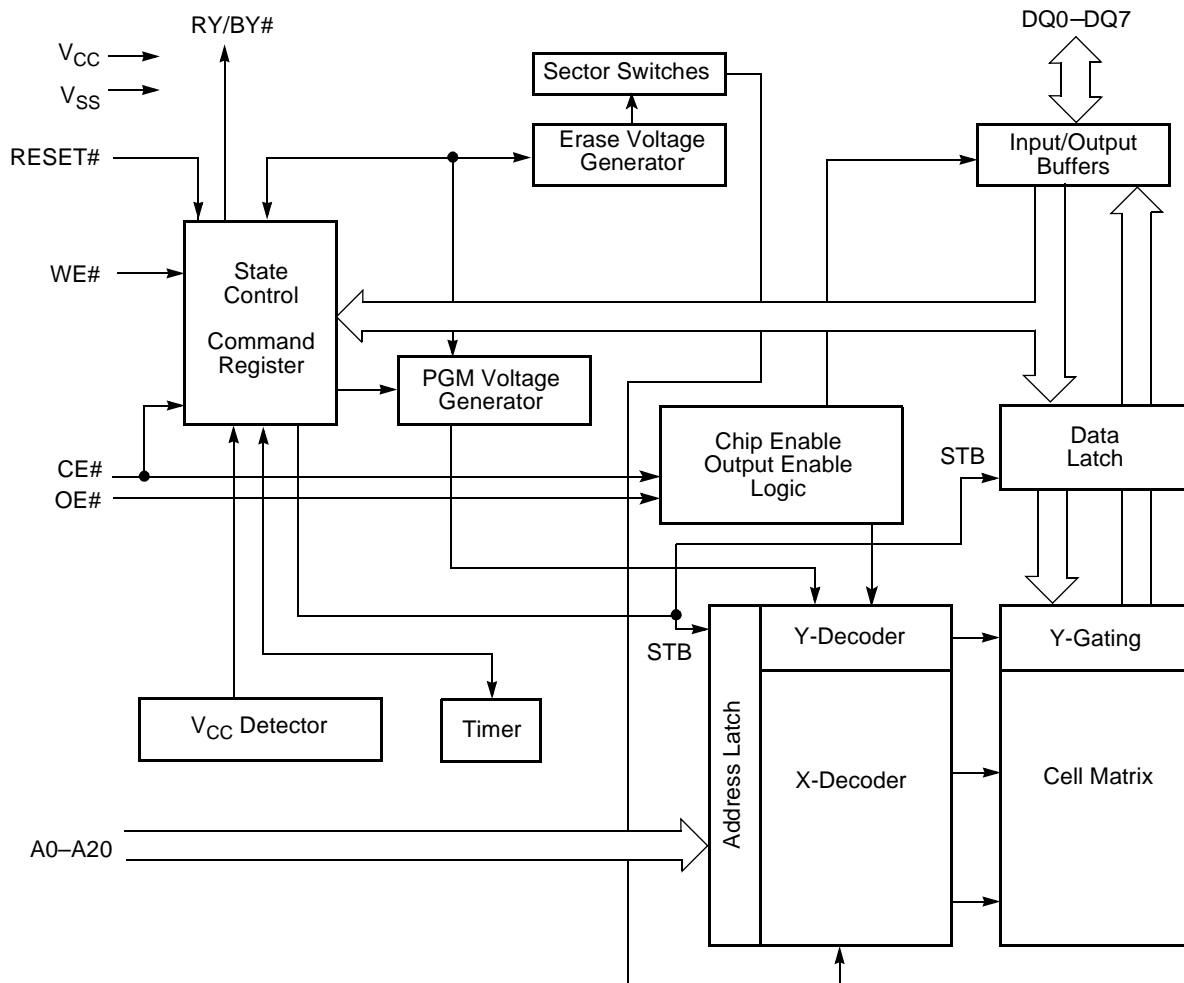 RY/BY#
DQ0–DQ7
VCC
VSS
Sector Switches
RESET#
Erase Voltage
Generator
Input/Output
Buffers
WE#
State
Control
Command
Register
PGM Voltage
Generator
CE#
OE#
Chip Enable
Output Enable
Logic
STB
Data
Latch
STB
Y-Decoder
Y-Gating
VCC Detector
Timer
Address Latch
X-Decoder
Cell Matrix
A0–A20